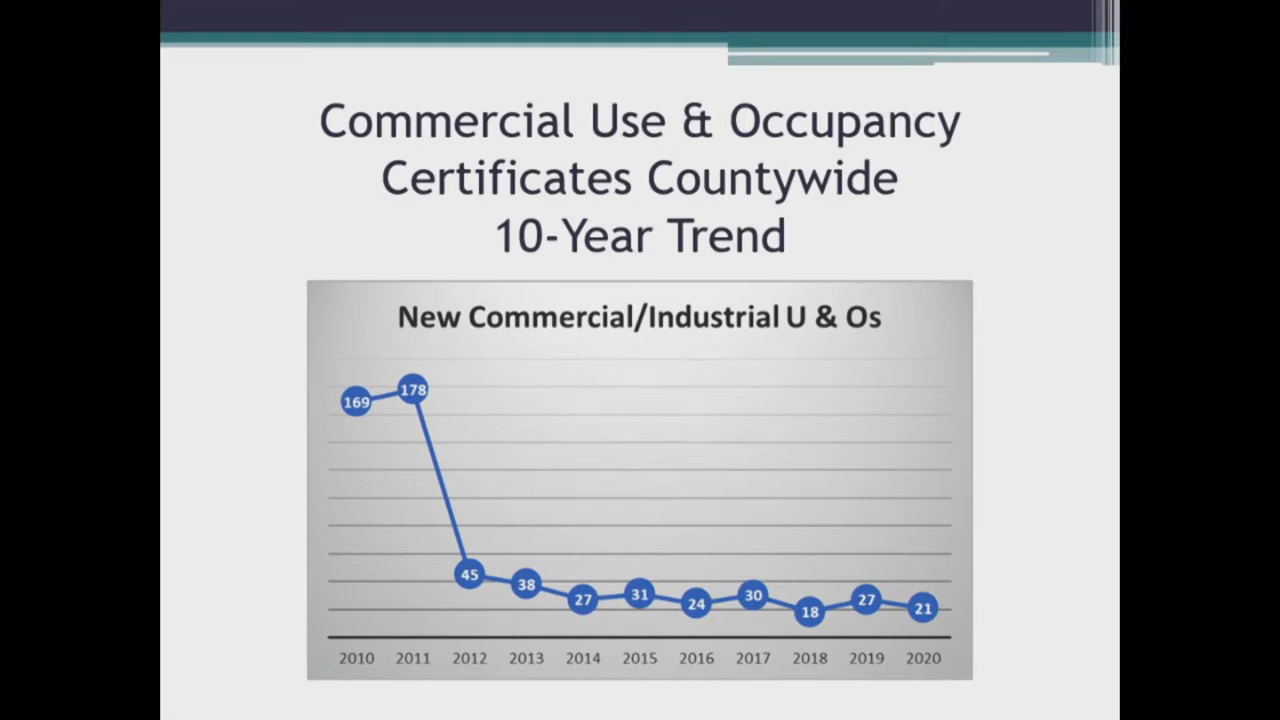 Commercial Use & Occupancy
Certificates Countywide
10-Year Trend
New Commercial/Industrial U & Os
169
178
45
38
27
31
24
30
18
27
21
2010 2011 2012 2013 2014 2015 2016 2017 2018 2019 2020